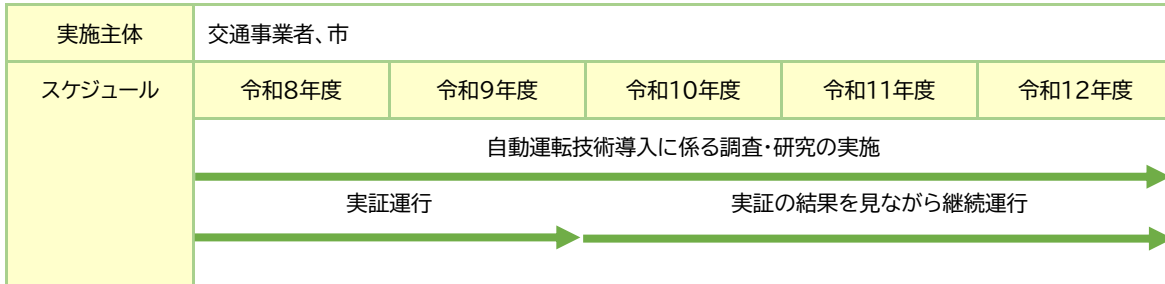 実施主体 交通事業者、市
スケジュール 令和8年度 令和9年度 令和10年度 令和11年度 令和12年度
自動運転技術導入に係る調査・研究の実施
実証運行 実証の結果を見ながら継続運行